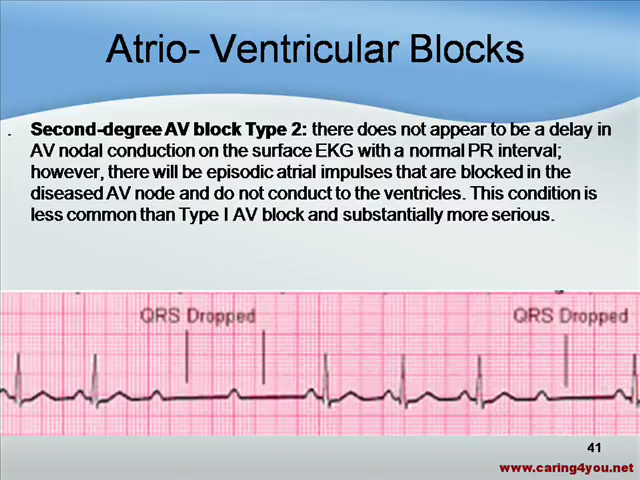 Atrio- Ventricular Blocks
. Second-degree AV block Type 2: there does not appear to be a delay in
AV nodal conduction on the surface EKG with a normal PR interval;
however, there will be episodic atrial impulses that are blocked in the
diseased AV node and do not conduct to the ventricles. This condition is
less common than Type I AV block and substantially more serious.
QRS Dropped
QRS Dropped
41
www.caring4you.net